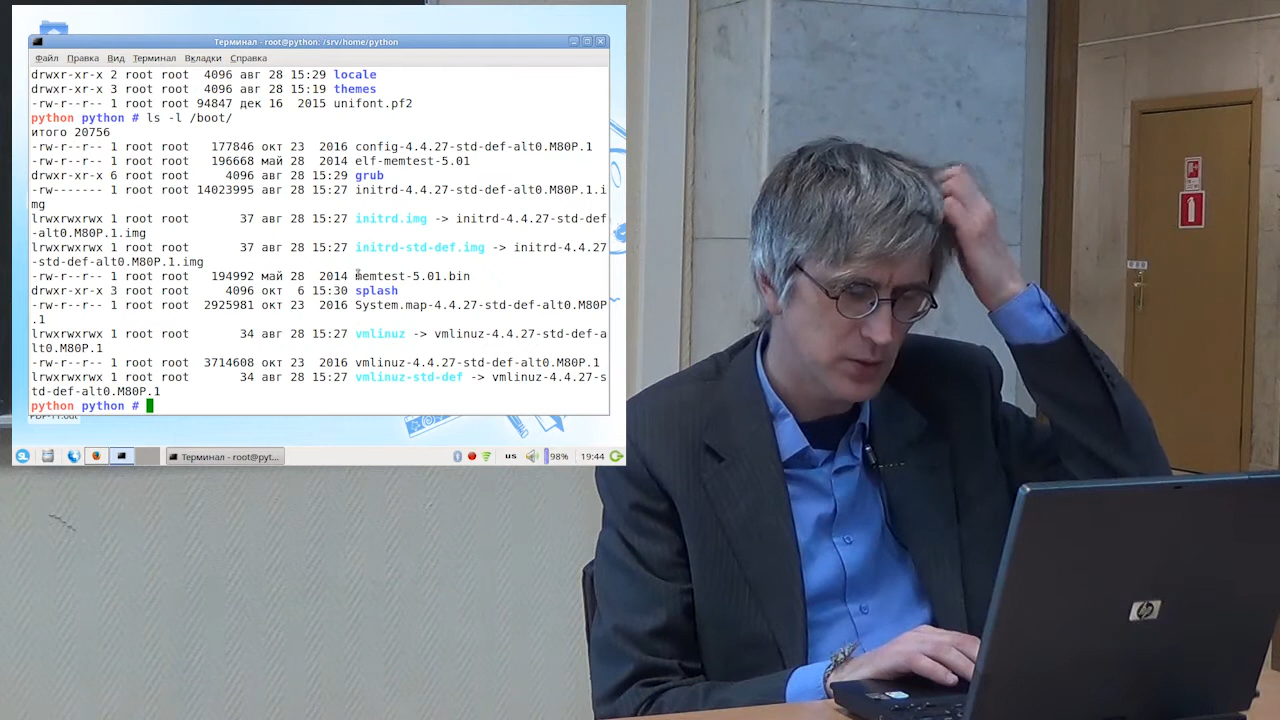 Терминал - root@python: /srv/home/python
Файл Правка Вид Терминал Вкладки Справка
drwxr-xr-x 2 root root 4096 авг 28 15:29 locale
drwxr-xr-x 3 root root 4096 авг 28 15:19 themes
-rw-r--r-- 1 root root 94847 дек 16 2015 unifont.pf2
python python # ls -l /boot/
итого 20756
-rw-r--r-- 1 root root 177846 окт 23 2016 config-4.4.27-std-def-alt0.M80P.1
-rw-r--r-- 1 root root 196668 май 28 2014 elf-memtest-5.01
drwxr-xr-x 6 root root 4096 авг 28 15:29 grub
-rw------- 1 root root 14023995 авг 28 15:27 initrd-4.4.27-std-def-alt0.M80P.1.i
mg
lrwxrwxrwx 1 root root 37 авг 28 15:27 initrd.img -> initrd-4.4.27-std-def
-alt0.M80P.1.img
lrwxrwxrwx 1 root root 37 авг 28 15:27 initrd-std-def.img -> initrd-4.4.27
-std-def-alt0.M80P.1.img
-rw-r--r-- 1 root root 194992 май 28 2014 memtest-5.01.bin
drwxr-xr-x 3 root root 4096 окт 6 15:30 splash
-rw-r--r-- 1 root root 2925981 окт 23 2016 System.map-4.4.27-std-def-alt0.M80P
.1
lrwxrwxrwx 1 root root 34 авг 28 15:27 vmlinuz -> vmlinuz-4.4.27-std-def-a
lt0.M80P.1
-rw-r--r-- 1 root root 3714608 окт 23 2016 vmlinuz-4.4.27-std-def-alt0.M80P.1
lrwxrwxrwx 1 root root 34 авг 28 15:27 vmlinuz-std-def -> vmlinuz-4.4.27-s
td-def-alt0.M80P.1
python python #
Терминал - root@pyt...
us
98%
19:44
hp